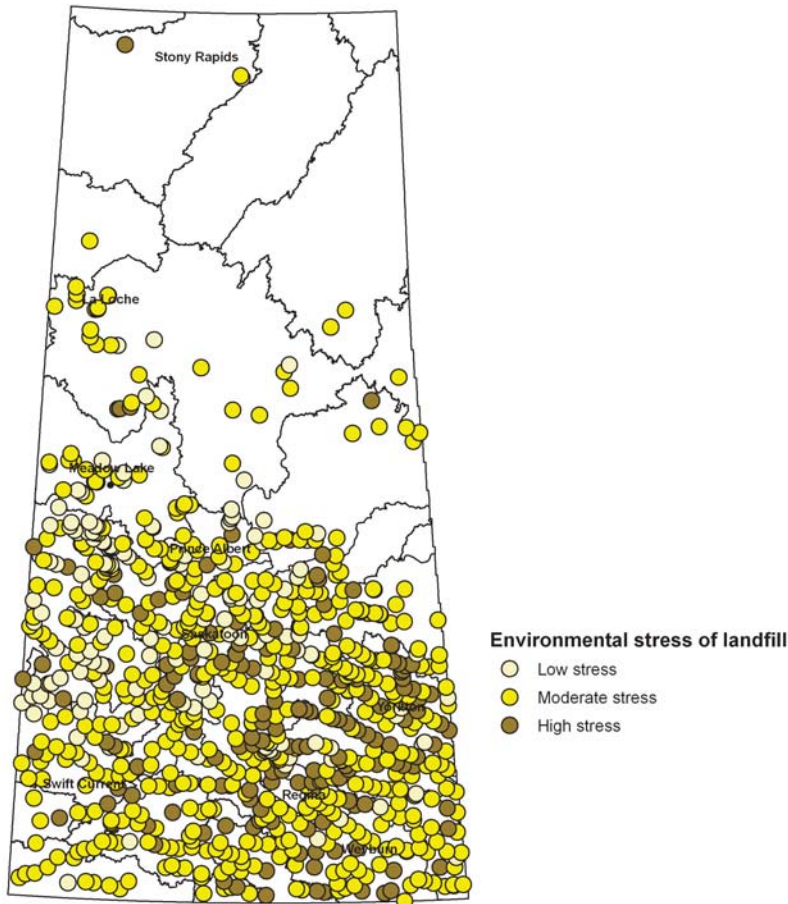 Stony Rapids
La Loche
Meadow Lake
Prince Albert
Saskatoon
Environmental stress of landfill
Low stress
Moderate stress
High stress
Yorkton
Swift Current
Regina
Weyburn